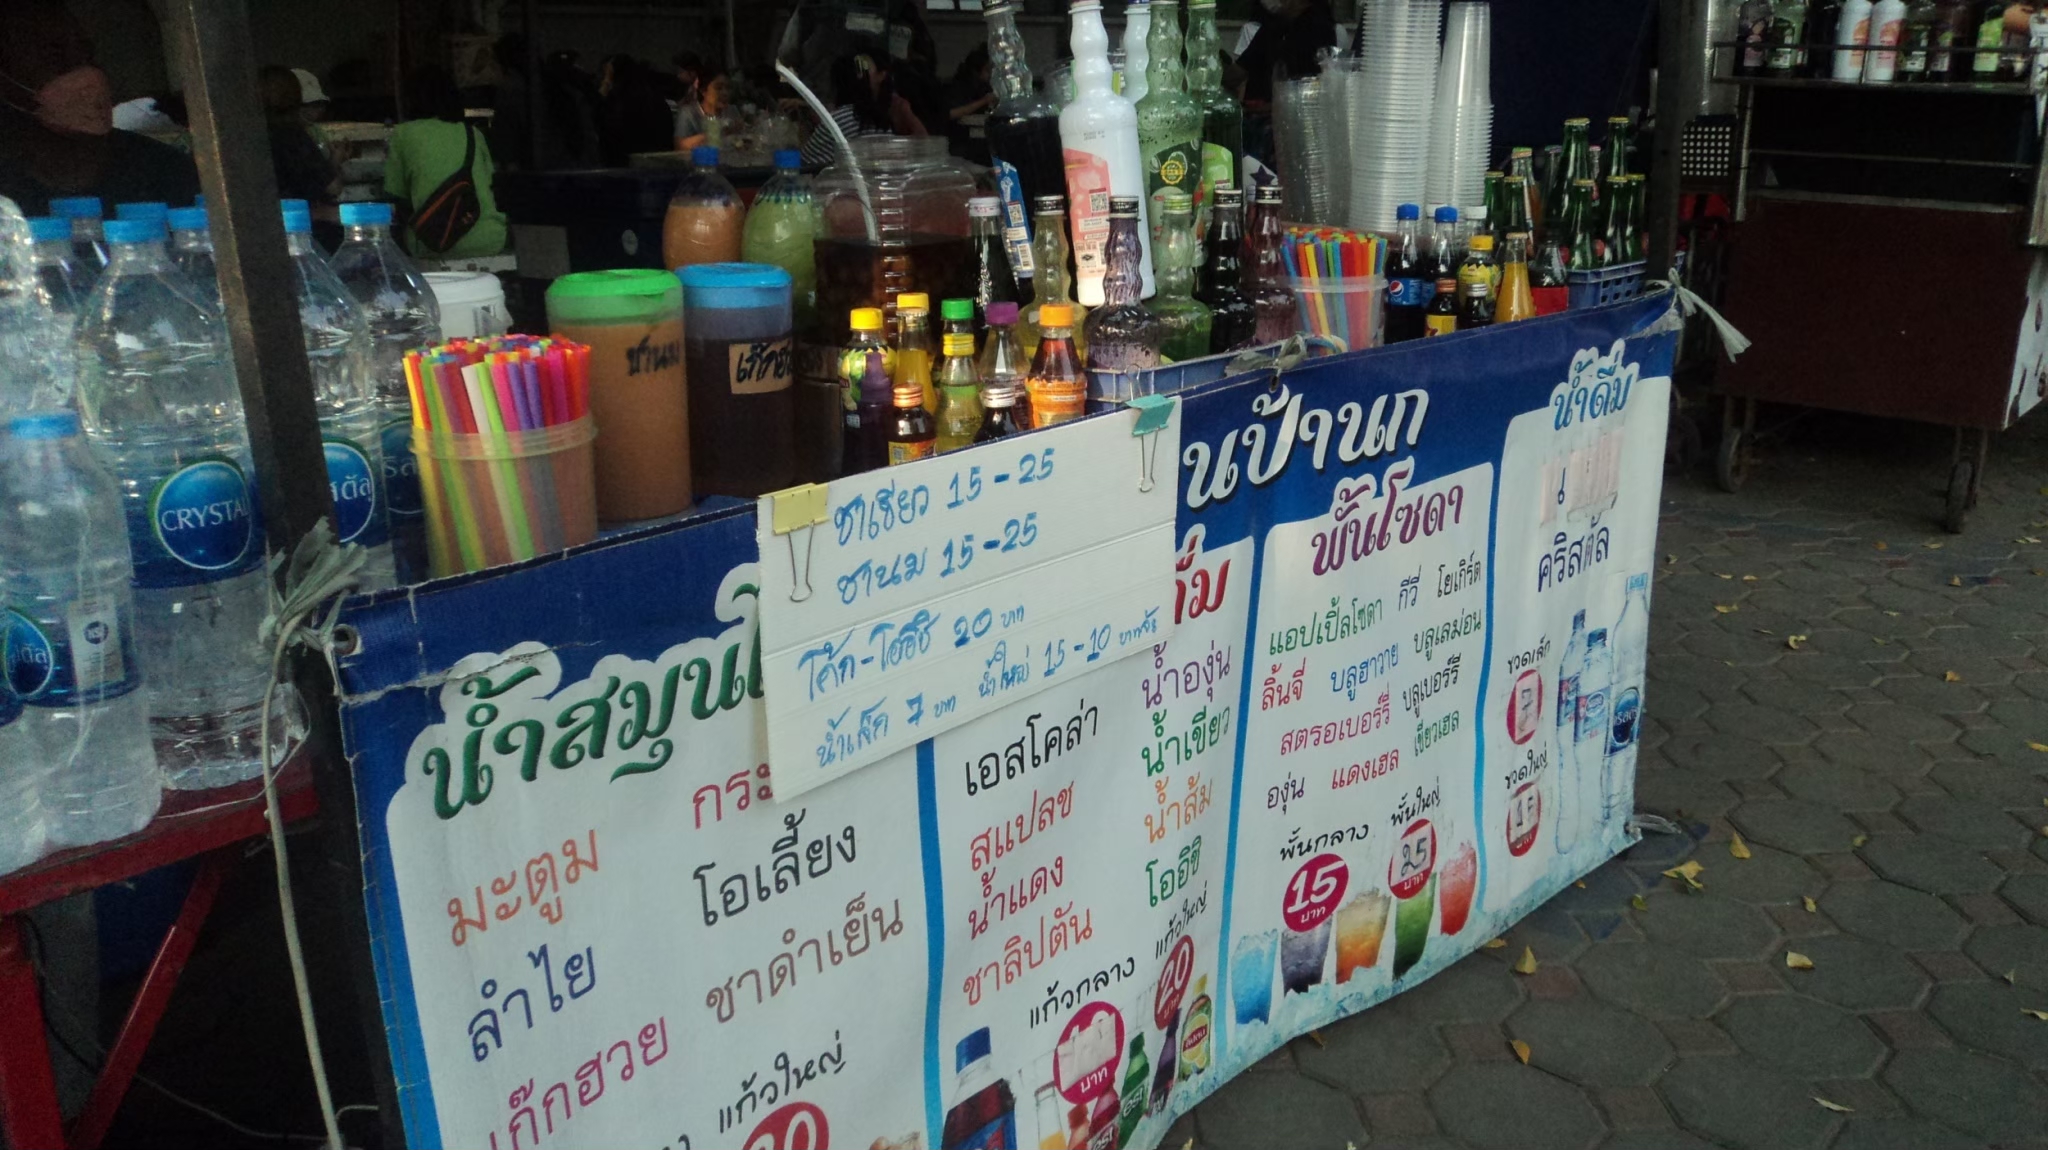 CRYSTAL
สตัล
ชานม
ชาเขียว 15-25
ชานม 15-25
โค้ก-โออิชิ 20 บาท
น้ำเล็ก 7 บาท น้ำใหญ่ 15-10 บาท
นป้านก
น้ำสมุน
มะตูม
กระ
ลำไย
โอเลี้ยง
เก๊กฮวย
ชาดำเย็น
แก้วใหญ่
20
ดื่ม
เอสโคล่า
น้ำองุ่น
สแปลช
น้ำเขียว
น้ำแดง
น้ำส้ม
ชาลิปตัน
โออิชิ
แก้วกลาง
บาท
แก้วใหญ่
20
บาท
est
ปั่นโซดา
แอปเปิ้ลโซดา กีวี่ โยเกิร์ต
ลิ้นจี่ บลูฮาวาย บลูเลม่อน
สตรอเบอร์รี่ บลูเบอร์รี่
องุ่น แดงเฮล เขียวเฮล
ปั่นกลาง
15
บาท
ปั่นใหญ่
25
บาท
น้ำดื่ม
คริสตัล
ขวดเล็ก
7
ขวดใหญ่
15